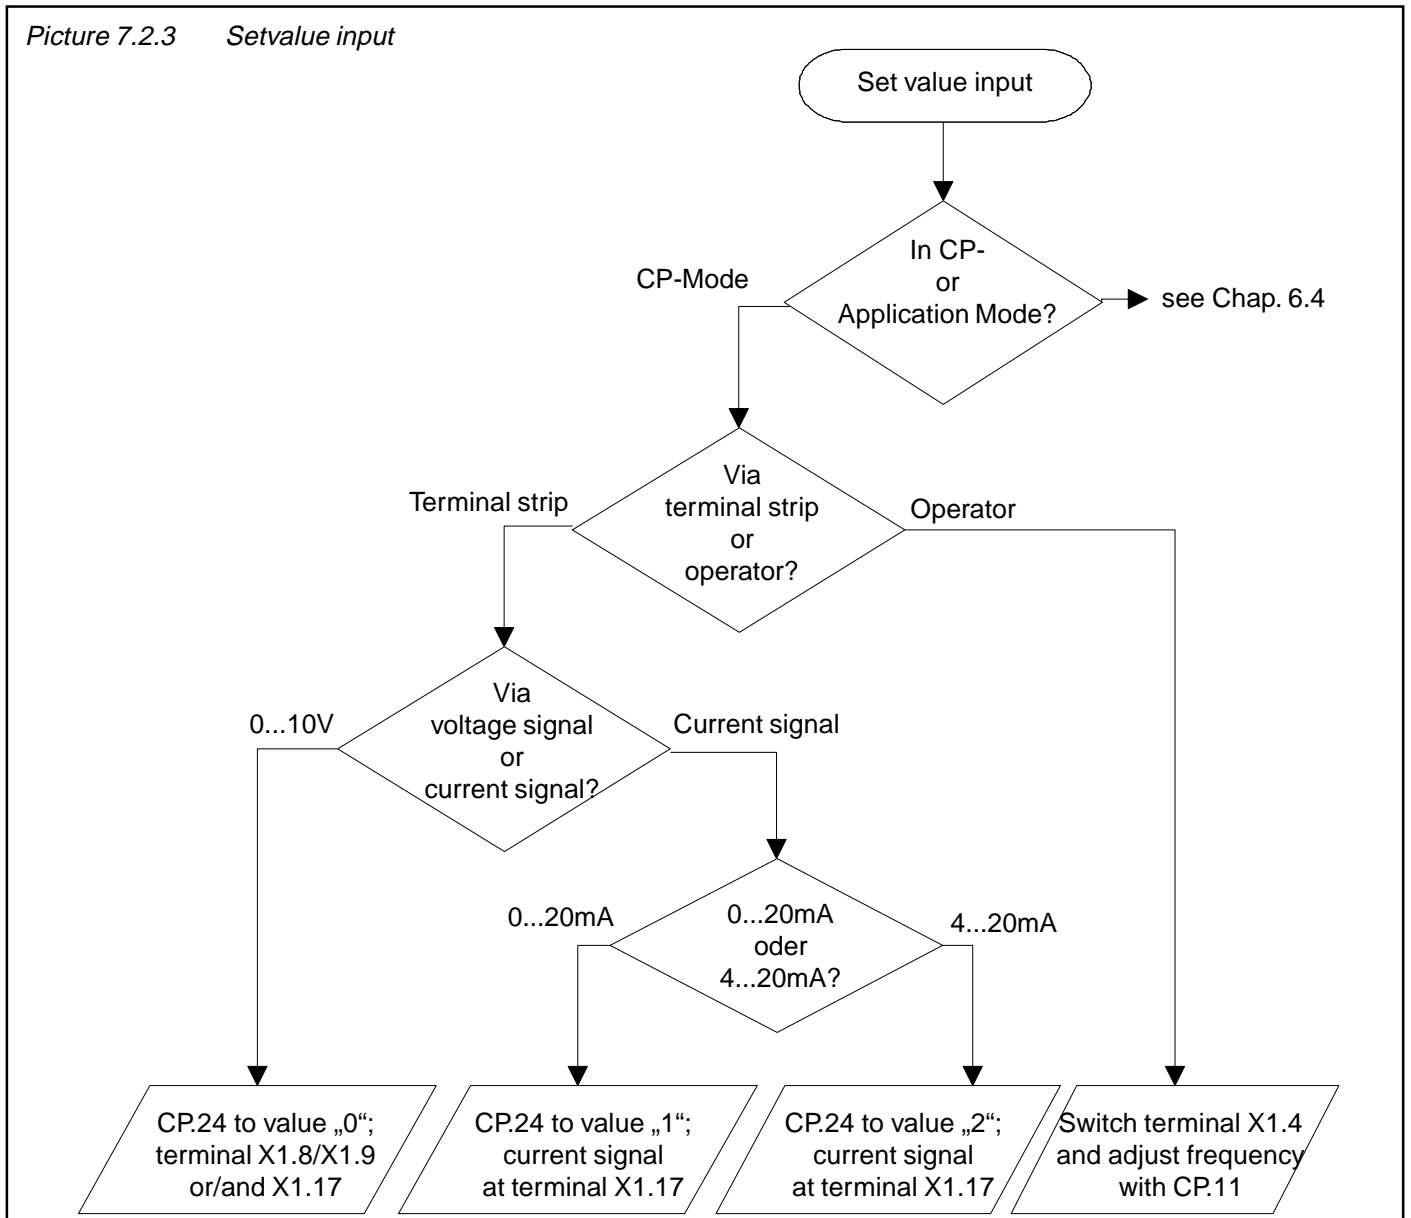 Picture 7.2.3 Setvalue input
Set value input
In CP-
or
Application Mode?
CP-Mode
see Chap. 6.4
Via
terminal strip
or
operator?
Terminal strip
Operator
Via
voltage signal
or
current signal?
0...10V
Current signal
0...20mA
oder
4...20mA?
0...20mA
4...20mA
CP.24 to value „0“;
terminal X1.8/X1.9
or/and X1.17
CP.24 to value „1“;
current signal
at terminal X1.17
CP.24 to value „2“;
current signal
at terminal X1.17
Switch terminal X1.4
and adjust frequency
with CP.11